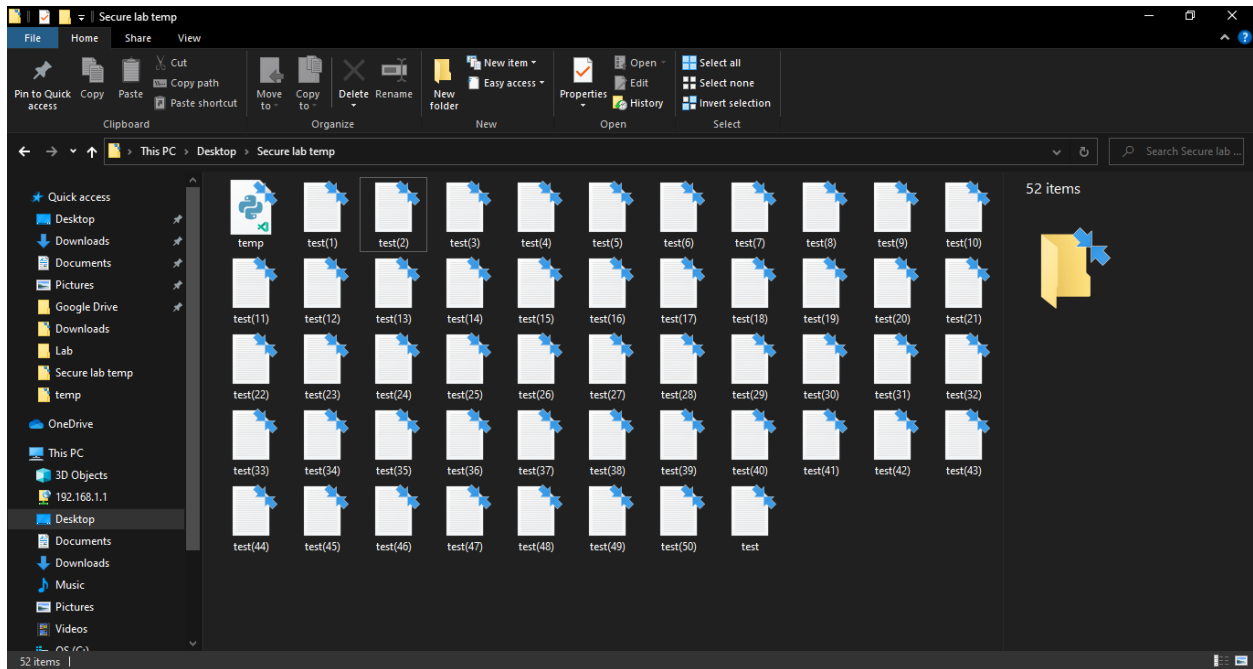 Secure lab temp
File Home Share View
Pin to Quick access
Copy
Paste
Cut
Copy path
Paste shortcut
Clipboard
Move to
Copy to
Delete
Rename
Organize
New folder
New item
Easy access
New
Properties
Open
Edit
History
Open
Select all
Select none
Invert selection
Select
This PC Desktop Secure lab temp
Search Secure lab ...
Quick access
Desktop
Downloads
Documents
Pictures
Google Drive
Downloads
Lab
Secure lab temp
temp
OneDrive
This PC
3D Objects
192.168.1.1
Desktop
Documents
Downloads
Music
Pictures
Videos
OS (C:)
temp test(1) test(2) test(3) test(4) test(5) test(6) test(7) test(8) test(9) test(10)
test(11) test(12) test(13) test(14) test(15) test(16) test(17) test(18) test(19) test(20) test(21)
test(22) test(23) test(24) test(25) test(26) test(27) test(28) test(29) test(30) test(31) test(32)
test(33) test(34) test(35) test(36) test(37) test(38) test(39) test(40) test(41) test(42) test(43)
test(44) test(45) test(46) test(47) test(48) test(49) test(50) test
52 items
52 items